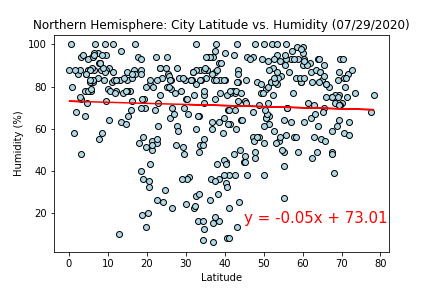 Northern Hemisphere: City Latitude vs. Humidity (07/29/2020)
Humidity (%)
100
80
60
40
20
y = -0.05x + 73.01
0 10 20 30 40 50 60 70 80
Latitude